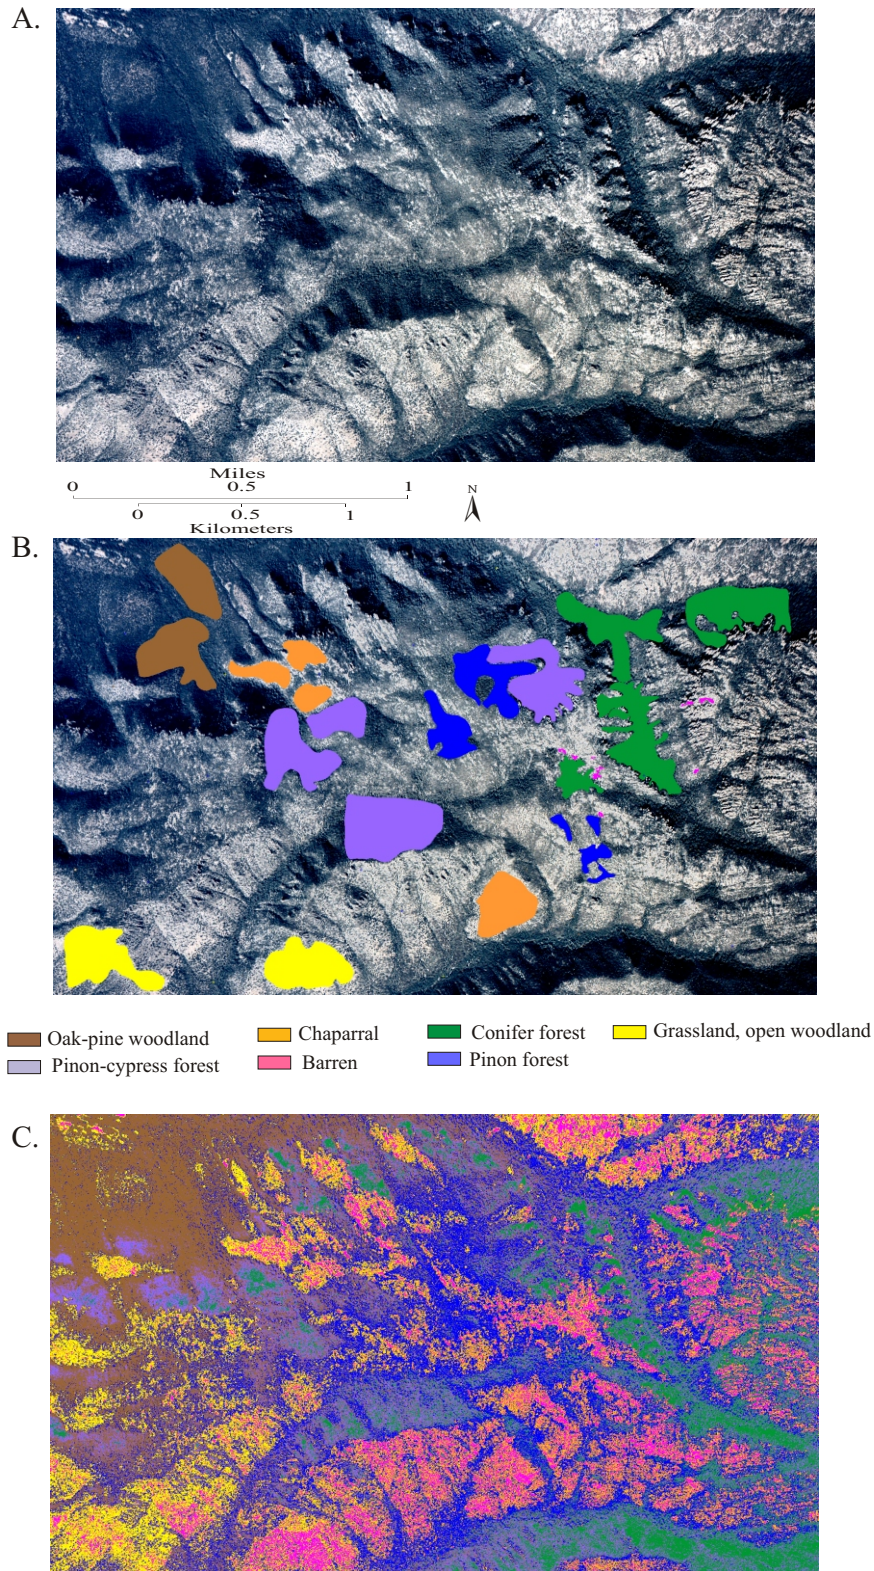 A.
Miles
0 0.5 1
0 0.5 1
Kilometers
N
B.
Oak-pine woodland
Chaparral
Conifer forest
Grassland, open woodland
Pinon-cypress forest
Barren
Pinon forest
C.